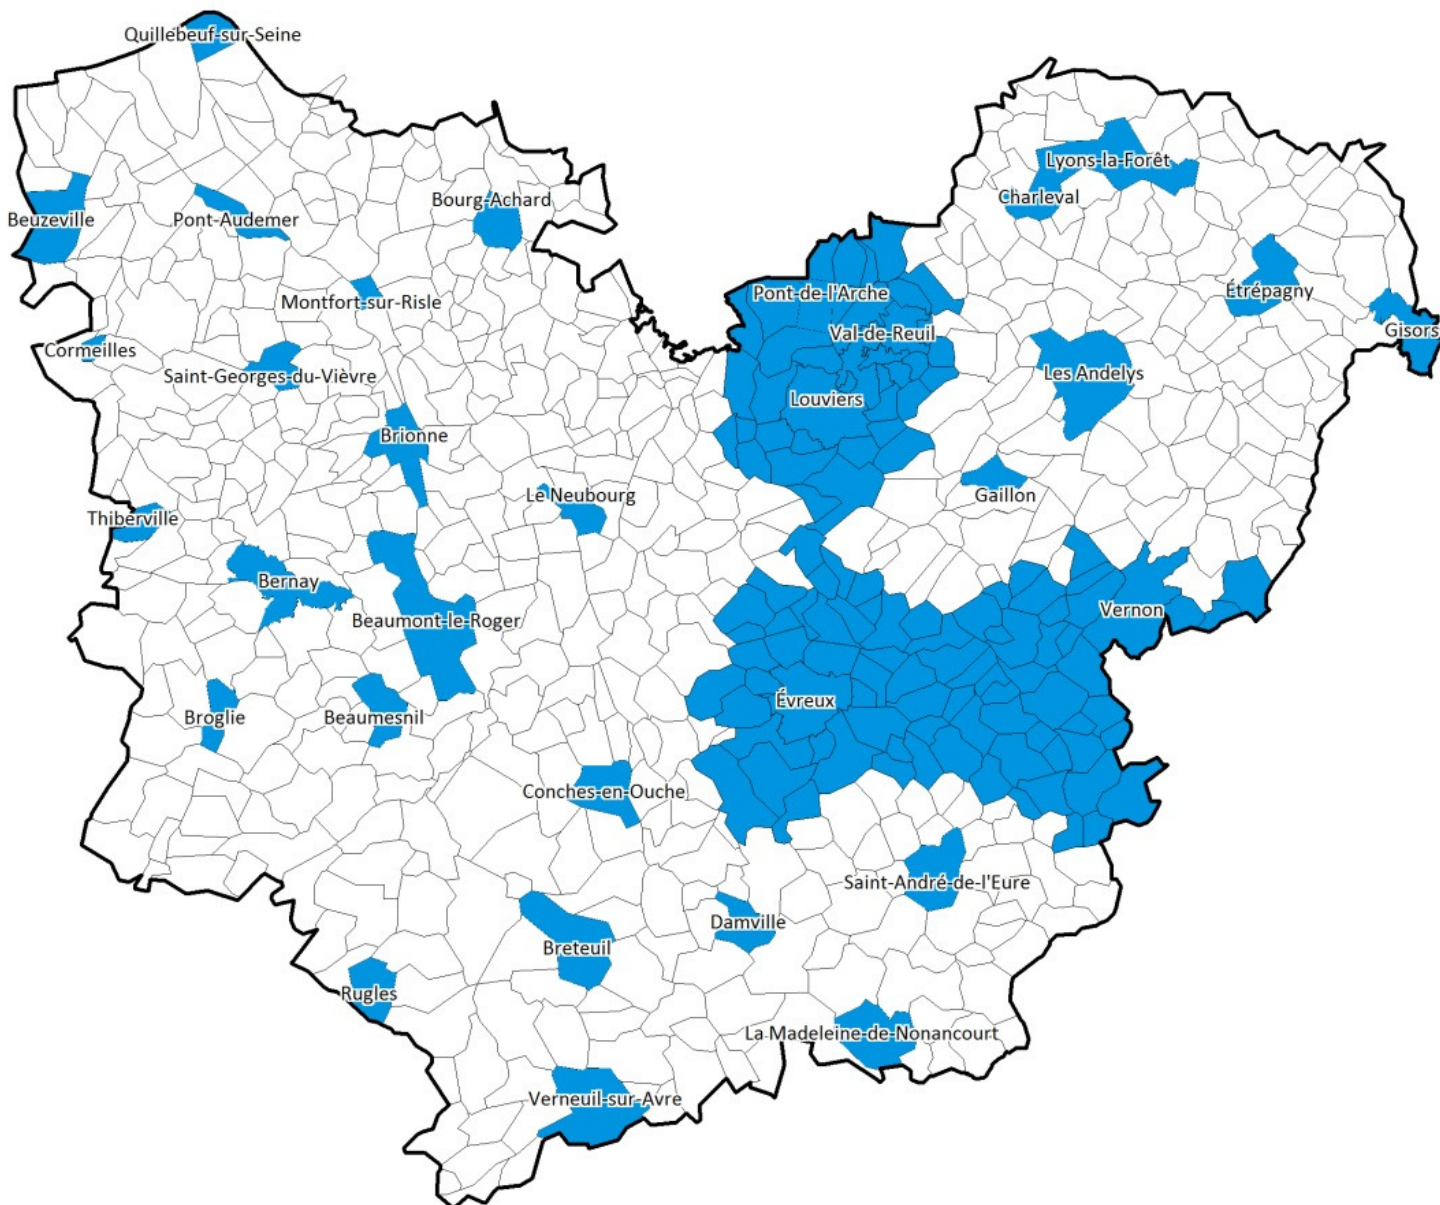 Quillebeuf-sur-Seine
Lyons-la-Forêt
Charleval
Bourg-Achard
Beuzeville
Pont-Audemer
Étrépagny
Pont-de-l'Arche
Montfort-sur-Risle
Gisors
Val-de-Reuil
Cormeilles
Saint-Georges-du-Vièvre
Les Andelys
Louviers
Brionne
Le Neubourg
Gaillon
Thiberville
Bernay
Vernon
Beaumont-le-Roger
Évreux
Broglie
Beaumesnil
Conches-en-Ouche
Saint-André-de-l'Eure
Damville
Breteuil
Rugles
La Madeleine-de-Nonancourt
Verneuil-sur-Avre